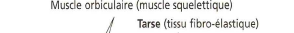 Muscle orbiculaire (muscle squelettique)
Tarse (tissu fibro-élastique)